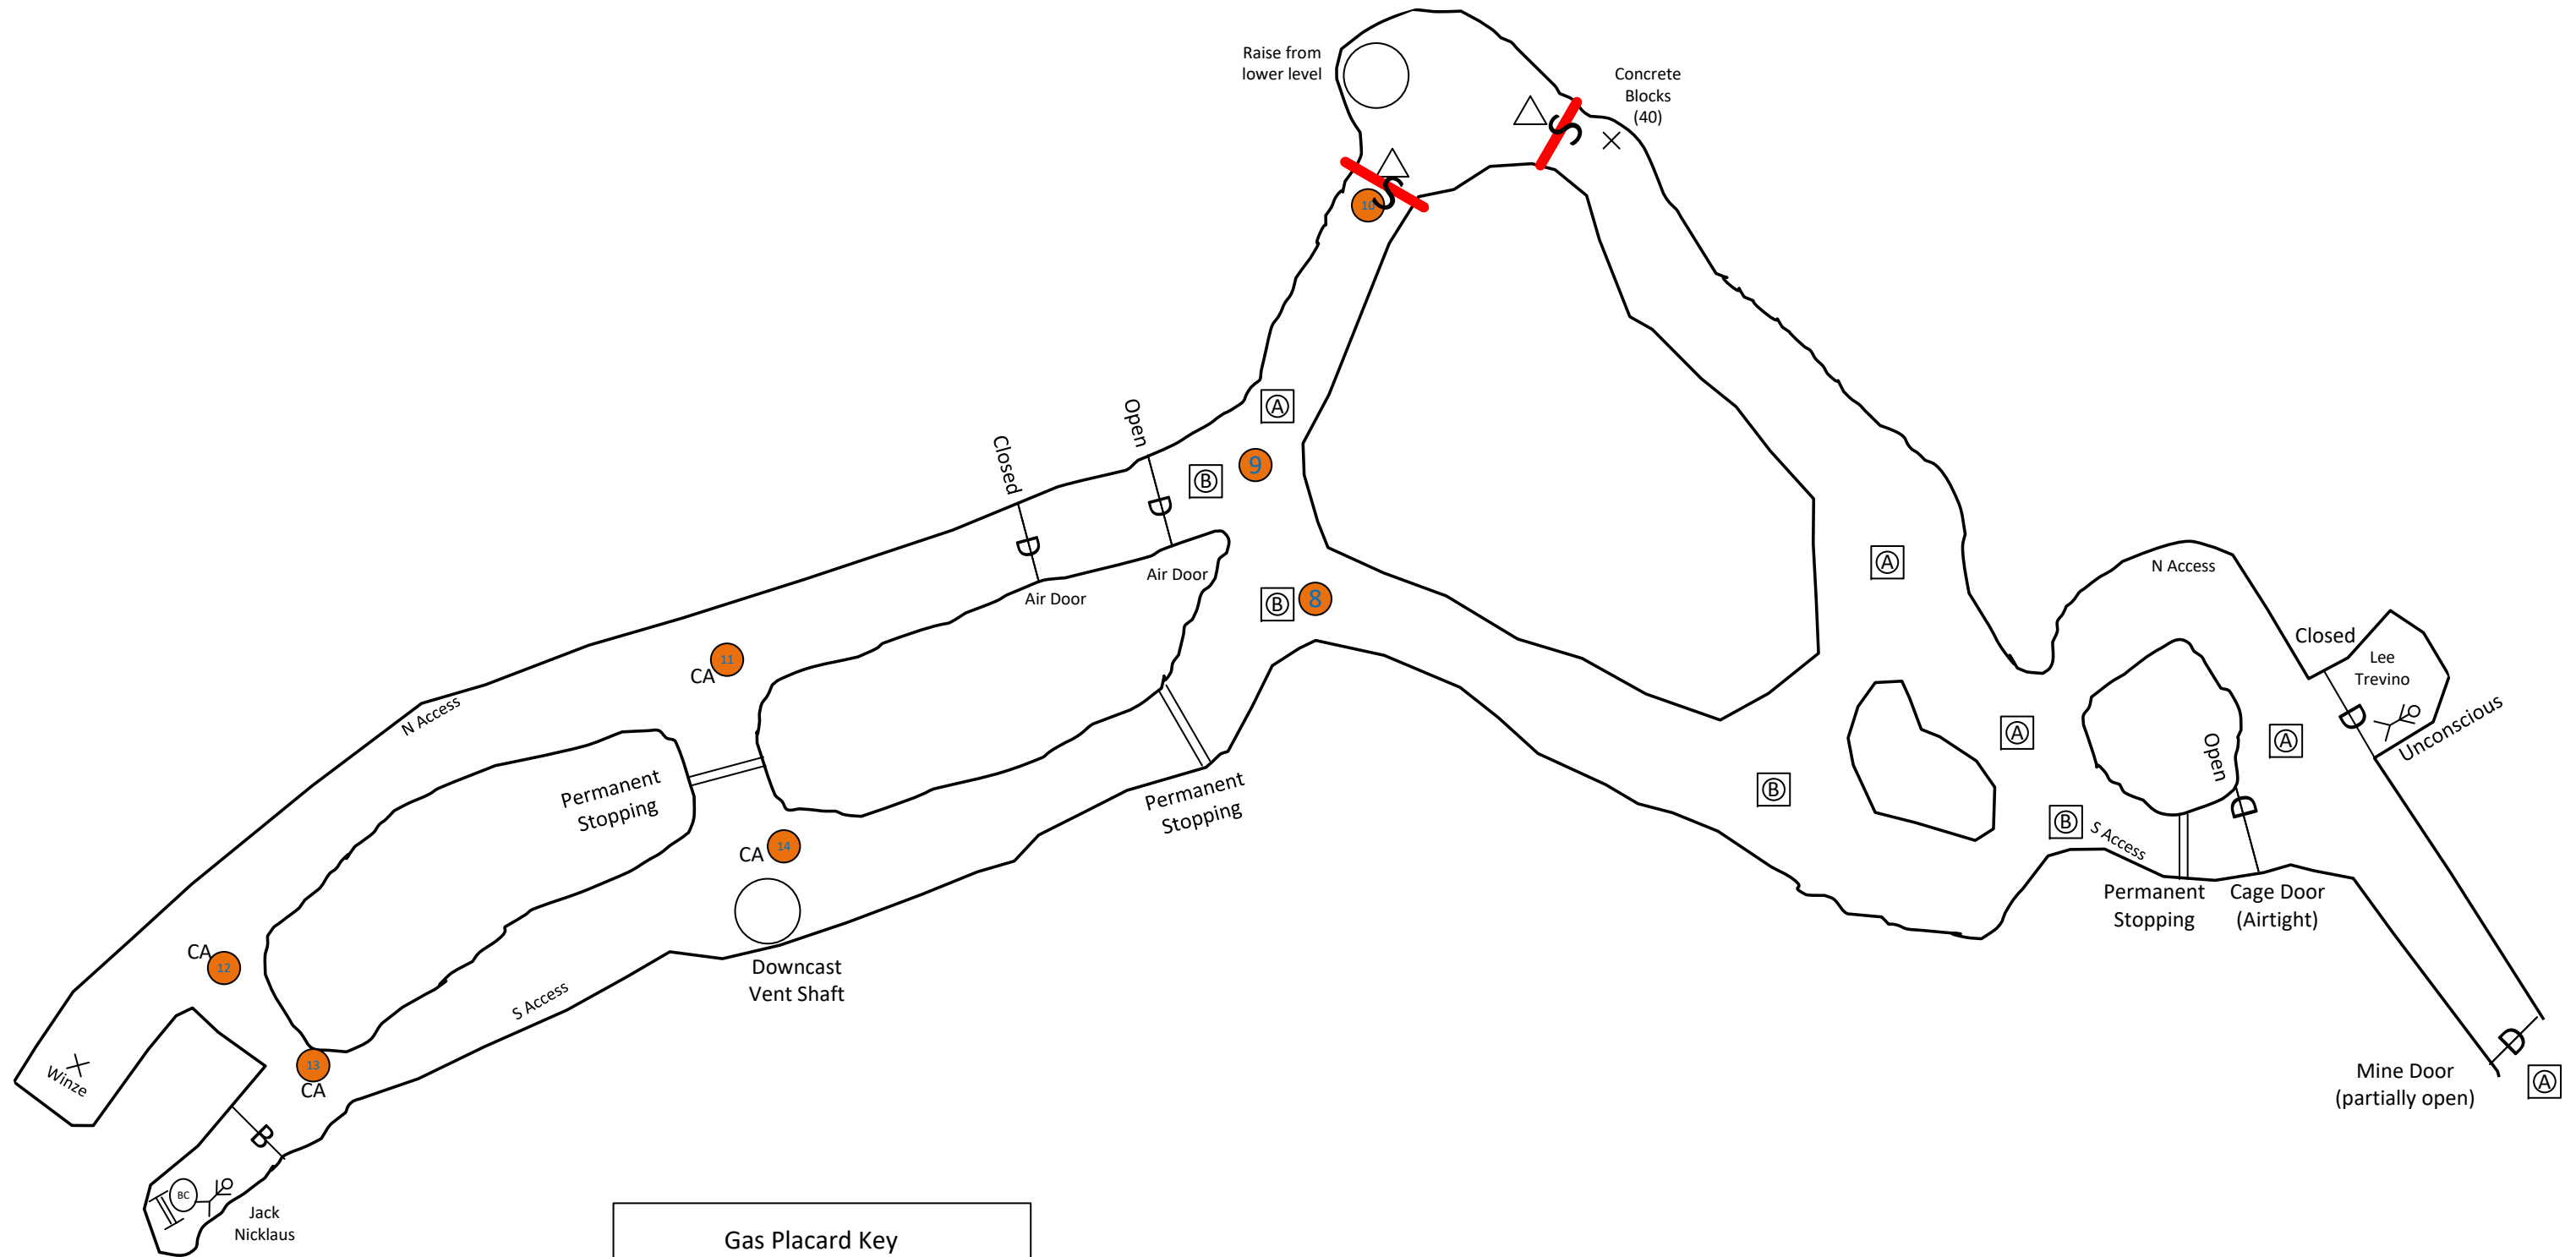 Raise from
lower level
Concrete
Blocks
(40)
S
S
10
A
Open
Closed
B
9
D
D
Air Door
Air Door
B
8
A
N Access
Closed
Lee
Trevino
D
Unconscious
A
A
Open
D
B
S Access
Permanent
Stopping
Cage Door
(Airtight)
B
11
CA
N Access
Permanent
Stopping
Permanent
Stopping
14
CA
Downcast
Vent Shaft
S Access
CA
12
13
CA
Winze
B
BC
Jack
Nicklaus
D
Mine Door
(partially open)
A
Gas Placard Key